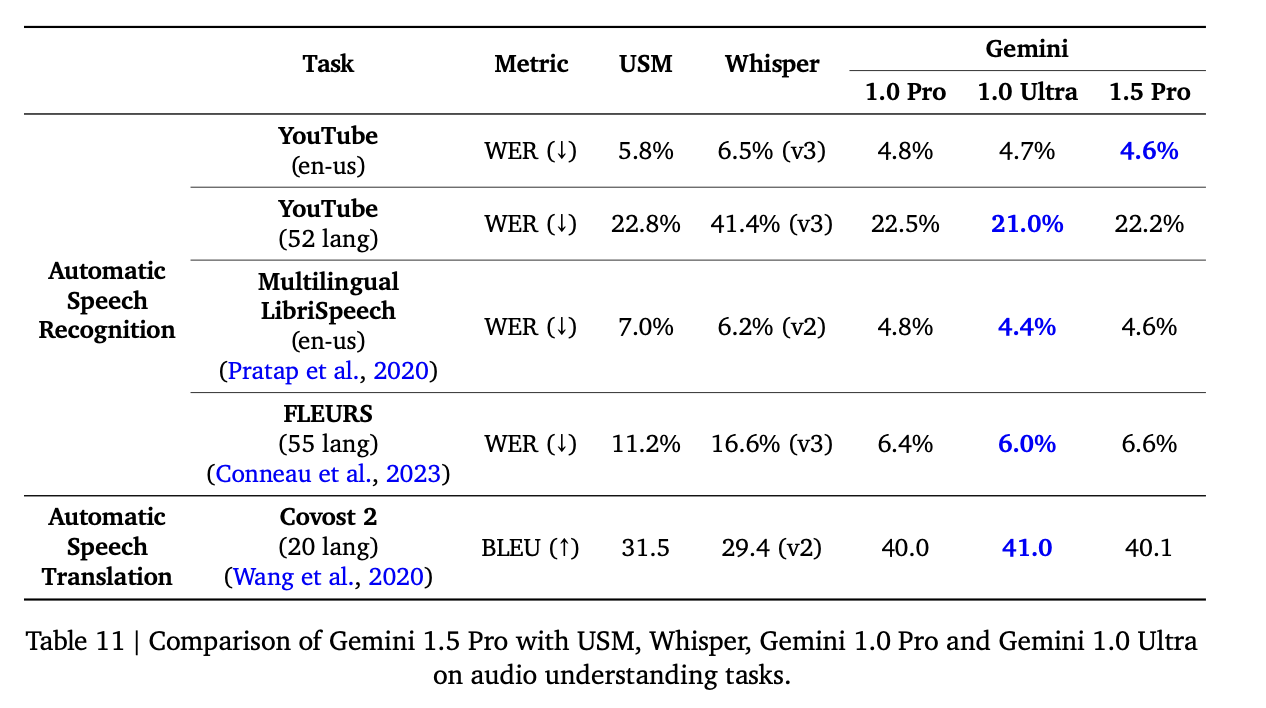 Task Metric USM Whisper Gemini
1.0 Pro 1.0 Ultra 1.5 Pro
Automatic
Speech
Recognition
YouTube
(en-us)
WER (↓) 5.8% 6.5% (v3) 4.8% 4.7% 4.6%
YouTube
(52 lang)
WER (↓) 22.8% 41.4% (v3) 22.5% 21.0% 22.2%
Multilingual
LibriSpeech
(en-us)
(Pratap et al., 2020)
WER (↓) 7.0% 6.2% (v2) 4.8% 4.4% 4.6%
FLEURS
(55 lang)
(Conneau et al., 2023)
WER (↓) 11.2% 16.6% (v3) 6.4% 6.0% 6.6%
Automatic
Speech
Translation
Covost 2
(20 lang)
(Wang et al., 2020)
BLEU (↑) 31.5 29.4 (v2) 40.0 41.0 40.1
Table 11 | Comparison of Gemini 1.5 Pro with USM, Whisper, Gemini 1.0 Pro and Gemini 1.0 Ultra
on audio understanding tasks.